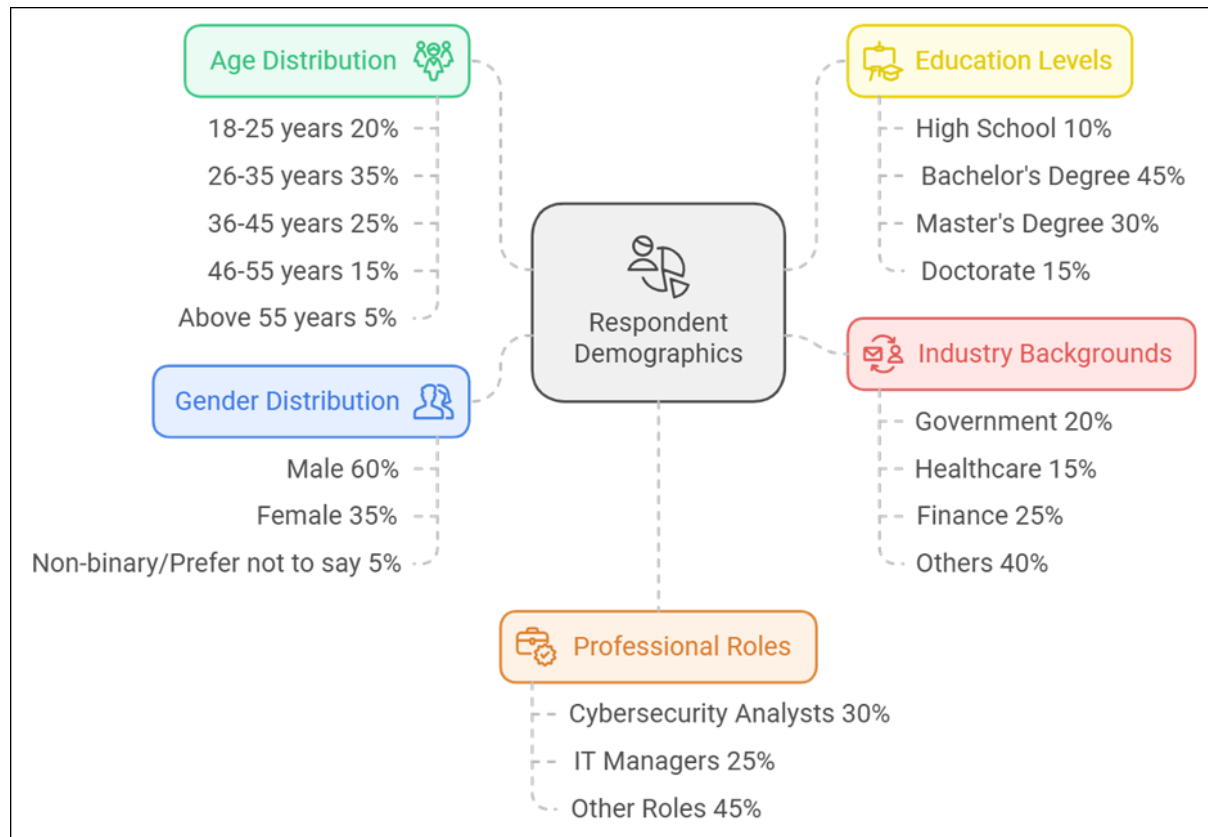 Age Distribution
18-25 years 20%
26-35 years 35%
36-45 years 25%
46-55 years 15%
Above 55 years 5%
Gender Distribution
Male 60%
Female 35%
Non-binary/Prefer not to say 5%
Respondent
Demographics
Education Levels
High School 10%
Bachelor's Degree 45%
Master's Degree 30%
Doctorate 15%
Industry Backgrounds
Government 20%
Healthcare 15%
Finance 25%
Others 40%
Professional Roles
Cybersecurity Analysts 30%
IT Managers 25%
Other Roles 45%